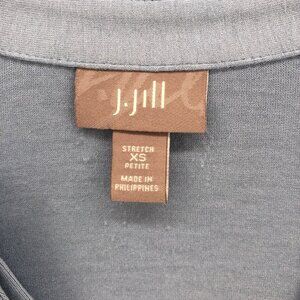 J.Jill
STRETCH
XS
PETITE
MADE IN
PHILIPPINES